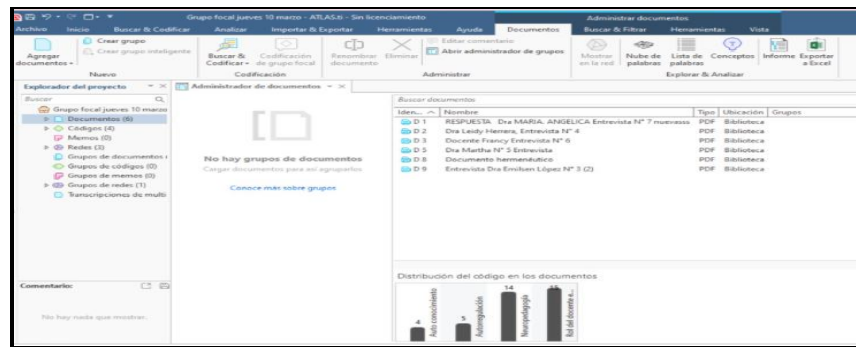 Grupo focal jueves 10 marzo - ATLAS.ti - Sin licenciamiento
Administrar documentos
Archivo Inicio Buscar & Codificar Analizar Importar & Exportar Herramientas Ayuda Documentos Buscar & Filtrar Herramientas Vista
Agregar documentos
Crear grupo
Crear grupo inteligente
Nuevo
Buscar & Codificar
Codificación de grupo focal
Codificación
Renombrar documento
Eliminar
Editar comentario
Abrir administrador de grupos
Administrar
Mostrar en la red
Nube de palabras
Lista de palabras
Conceptos
Informe
Exportar a Excel
Explorar & Analizar
Explorador del proyecto
Buscar
Grupo focal jueves 10 marzo
Documentos (6)
Códigos (4)
Memos (0)
Redes (2)
Grupos de documentos
Grupos de códigos (0)
Grupos de memos (0)
Grupos de redes (1)
Transcripciones de multi
Comentario:
No hay nada que mostrar.
Administrador de documentos
No hay grupos de documentos
Cargar documentos para así agruparlos
Conoce más sobre grupos
Buscar documentos
Iden... Nombre Tipo Ubicación Grupos
D 1 RESPUESTA Dra MARIA. ANGELICA Entrevista N° 7 nuevasss PDF Biblioteca
D 2 Dra Leidy Herrera, Entrevista N° 4 PDF Biblioteca
D 3 Docente Francy Entrevista N° 6 PDF Biblioteca
D 5 Dra Martha N° 5 Entrevista PDF Biblioteca
D 8 Documento hermenéutico PDF Biblioteca
D 9 Entrevista Dra Emilsen López N° 3 (2) PDF Biblioteca
Distribución del código en los documentos
4 Auto conocimiento
5 Autorregulación
14 Neuropedagogía
Rol del docente e...